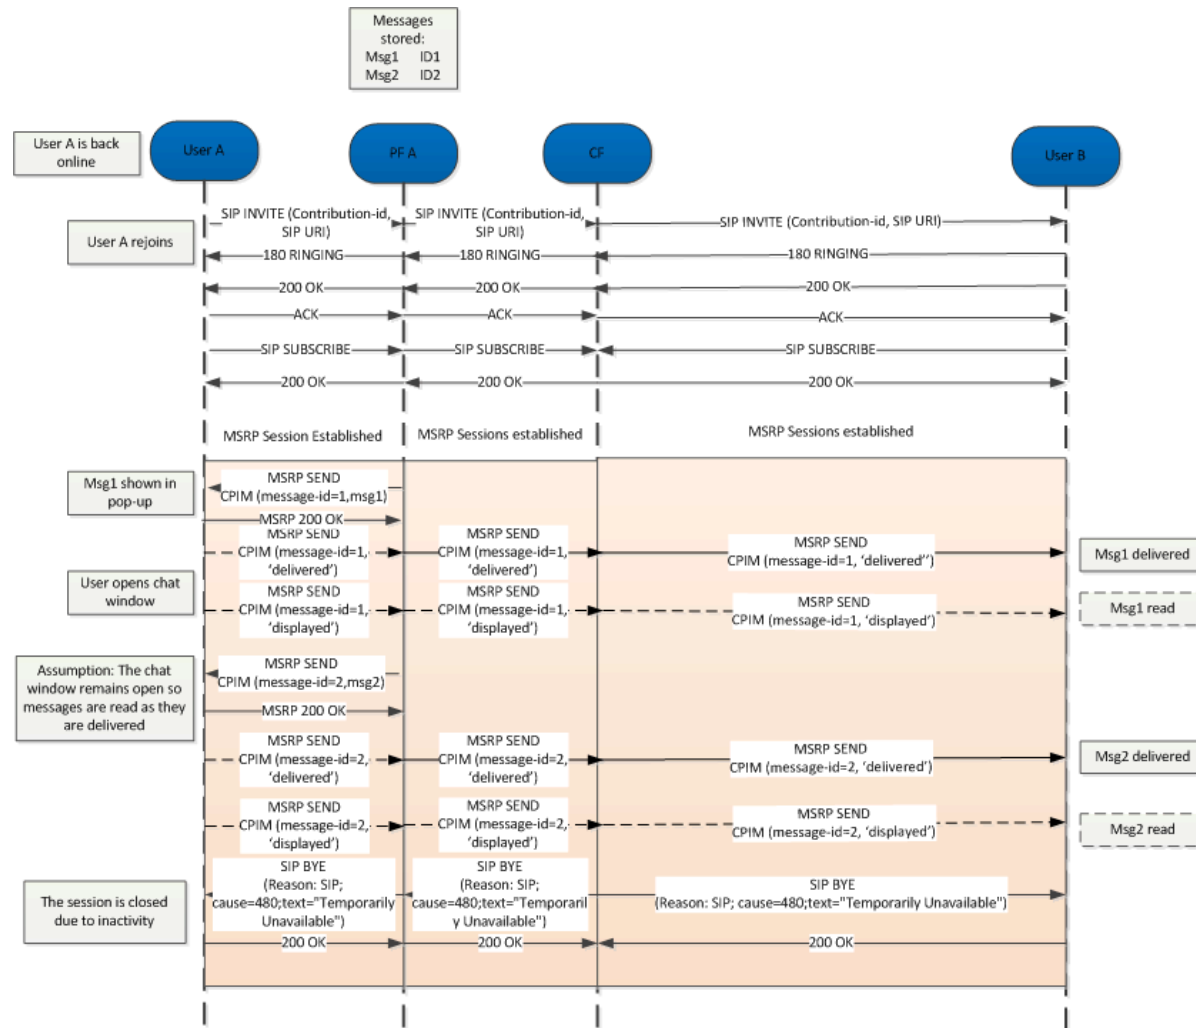 Messages
stored:
Msg1 ID1
Msg2 ID2
User A is back
online
User A
PF A
CF
User B
User A rejoins
SIP INVITE (Contribution-id,
SIP URI)
SIP INVITE (Contribution-id,
SIP URI)
SIP INVITE (Contribution-id, SIP URI)
180 RINGING
180 RINGING
180 RINGING
200 OK
200 OK
200 OK
ACK
ACK
ACK
SIP SUBSCRIBE
SIP SUBSCRIBE
SIP SUBSCRIBE
200 OK
200 OK
200 OK
MSRP Session Established
MSRP Sessions established
MSRP Sessions established
Msg1 shown in
pop-up
MSRP SEND
CPIM (message-id=1,msg1)
MSRP 200 OK
MSRP SEND
CPIM (message-id=1,
‘delivered’)
MSRP SEND
CPIM (message-id=1,
‘delivered’)
MSRP SEND
CPIM (message-id=1, ‘delivered’’)
Msg1 delivered
User opens chat
window
MSRP SEND
CPIM (message-id=1,
‘displayed’)
MSRP SEND
CPIM (message-id=1,
‘displayed’)
MSRP SEND
CPIM (message-id=1, ‘displayed’)
Msg1 read
Assumption: The chat
window remains open so
messages are read as they
are delivered
MSRP SEND
CPIM (message-id=2,msg2)
MSRP 200 OK
MSRP SEND
CPIM (message-id=2,
‘delivered’)
MSRP SEND
CPIM (message-id=2,
‘delivered’)
MSRP SEND
CPIM (message-id=2, ‘delivered’)
Msg2 delivered
MSRP SEND
CPIM (message-id=2,
‘displayed’)
MSRP SEND
CPIM (message-id=2,
‘displayed’)
MSRP SEND
CPIM (message-id=2, ‘displayed’)
Msg2 read
The session is closed
due to inactivity
SIP BYE
(Reason: SIP;
cause=480;text="Temporarily
Unavailable")
SIP BYE
(Reason: SIP;
cause=480;text="Temporaril
y Unavailable")
SIP BYE
(Reason: SIP; cause=480;text="Temporarily Unavailable")
200 OK
200 OK
200 OK